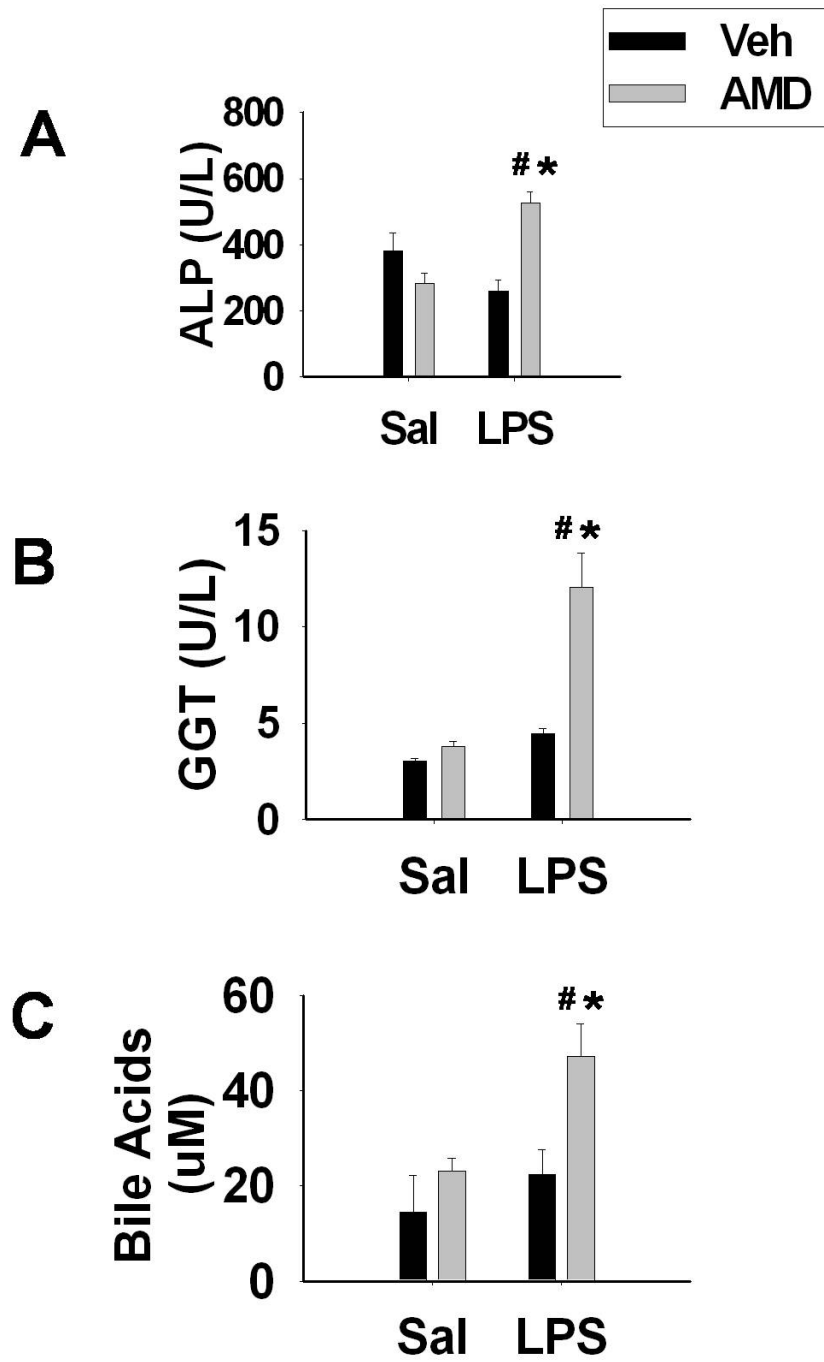 Veh
AMD
A
ALP (U/L)
800
600
400
200
0
# *
Sal LPS
B
GGT (U/L)
15
10
5
0
# *
Sal LPS
C
Bile Acids
(uM)
60
40
20
0
# *
Sal LPS